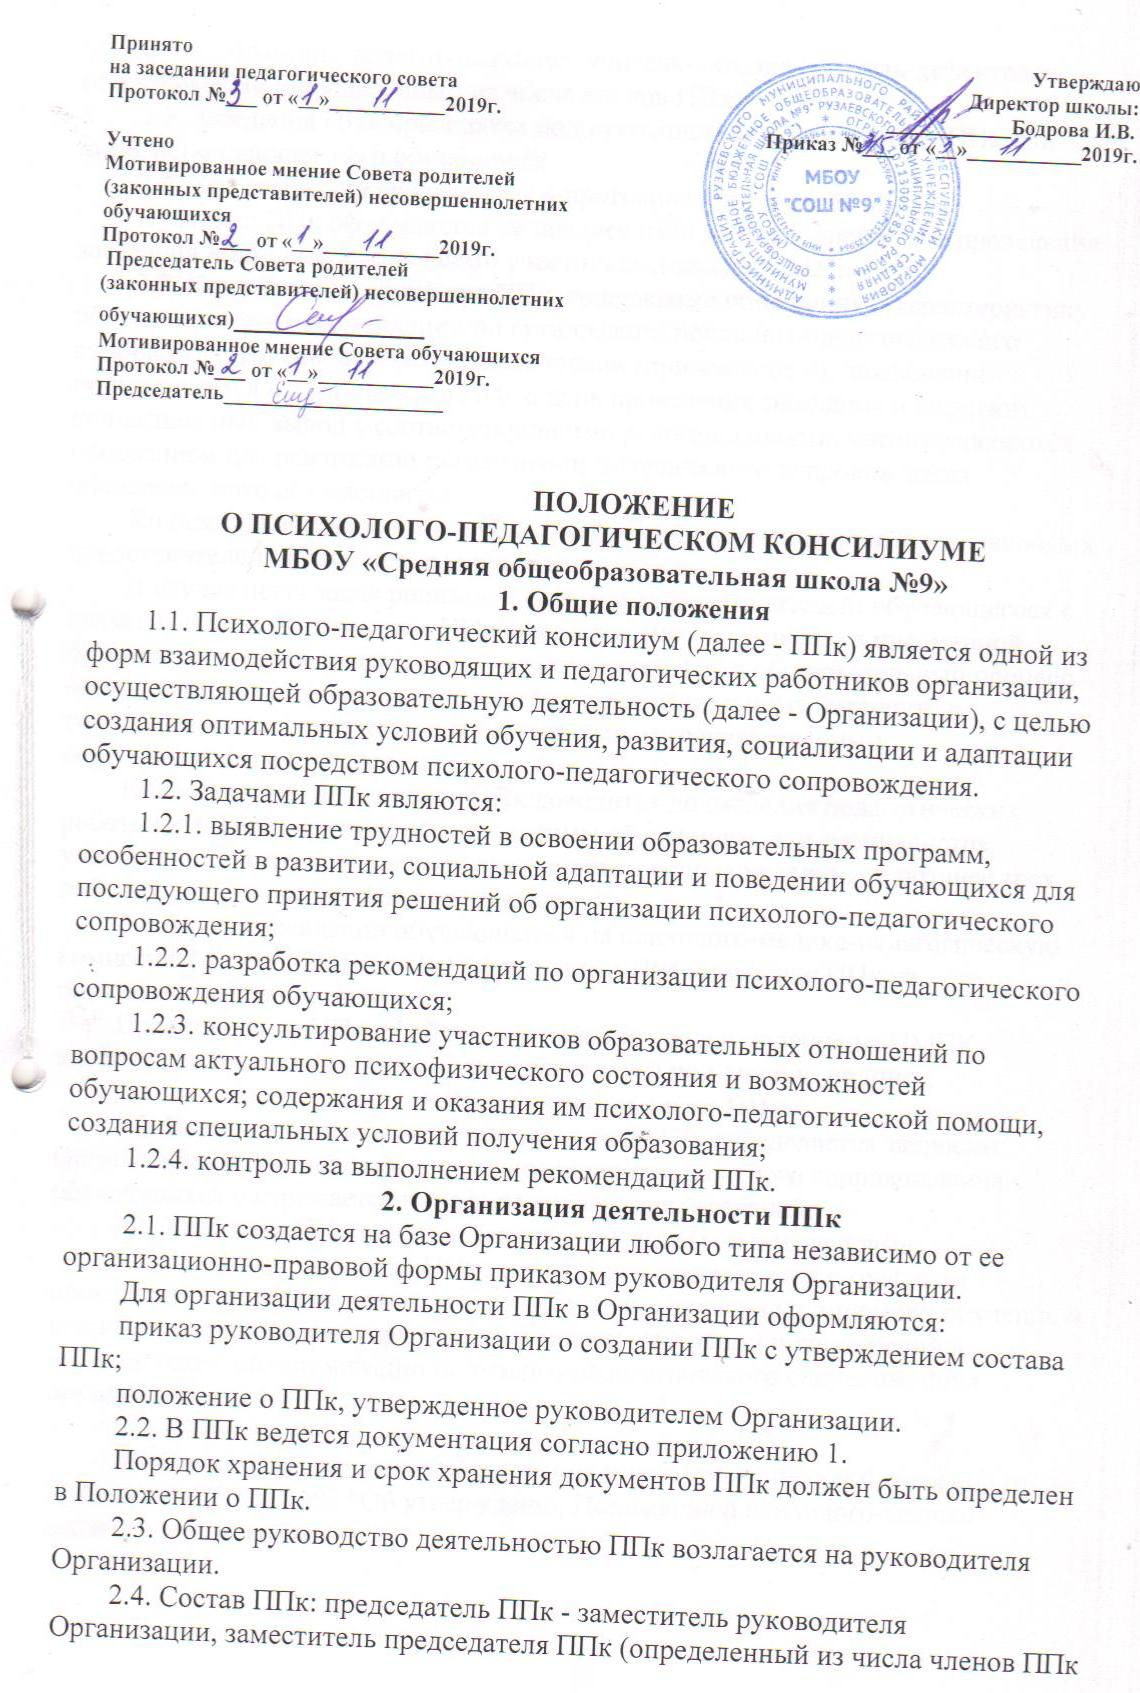 Принято
на заседании педагогического совета
Протокол №3 от «1» 11 2019г.
Утверждаю
Директор школы:
Бодрова И.В.
Приказ № от «3» 11 2019г.
МБОУ
"СОШ №9"
Учтено
Мотивированное мнение Совета родителей
(законных представителей) несовершеннолетних
обучающихся
Протокол №2 от «1» 11 2019г.
Председатель Совета родителей
(законных представителей) несовершеннолетних
обучающихся)
Мотивированное мнение Совета обучающихся
Протокол №2 от «1» 11 2019г.
Председатель
ПОЛОЖЕНИЕ
О ПСИХОЛОГО-ПЕДАГОГИЧЕСКОМ КОНСИЛИУМЕ
МБОУ «Средняя общеобразовательная школа №9»
1. Общие положения
1.1. Психолого-педагогический консилиум (далее - ППк) является одной из
форм взаимодействия руководящих и педагогических работников организации,
осуществляющей образовательную деятельность (далее - Организации), с целью
создания оптимальных условий обучения, развития, социализации и адаптации
обучающихся посредством психолого-педагогического сопровождения.
1.2. Задачами ППк являются:
1.2.1. выявление трудностей в освоении образовательных программ,
особенностей в развитии, социальной адаптации и поведении обучающихся для
последующего принятия решений об организации психолого-педагогического
сопровождения;
1.2.2. разработка рекомендаций по организации психолого-педагогического
сопровождения обучающихся;
1.2.3. консультирование участников образовательных отношений по
вопросам актуального психофизического состояния и возможностей
обучающихся; содержания и оказания им психолого-педагогической помощи,
создания специальных условий получения образования;
1.2.4. контроль за выполнением рекомендаций ППк.
2. Организация деятельности ППк
2.1. ППк создается на базе Организации любого типа независимо от ее
организационно-правовой формы приказом руководителя Организации.
Для организации деятельности ППк в Организации оформляются:
приказ руководителя Организации о создании ППк с утверждением состава
ППк;
положение о ППк, утвержденное руководителем Организации.
2.2. В ППк ведется документация согласно приложению 1.
Порядок хранения и срок хранения документов ППк должен быть определен
в Положении о ППк.
2.3. Общее руководство деятельностью ППк возлагается на руководителя
Организации.
2.4. Состав ППк: председатель ППк - заместитель руководителя
Организации, заместитель председателя ППк (определенный из числа членов ППк